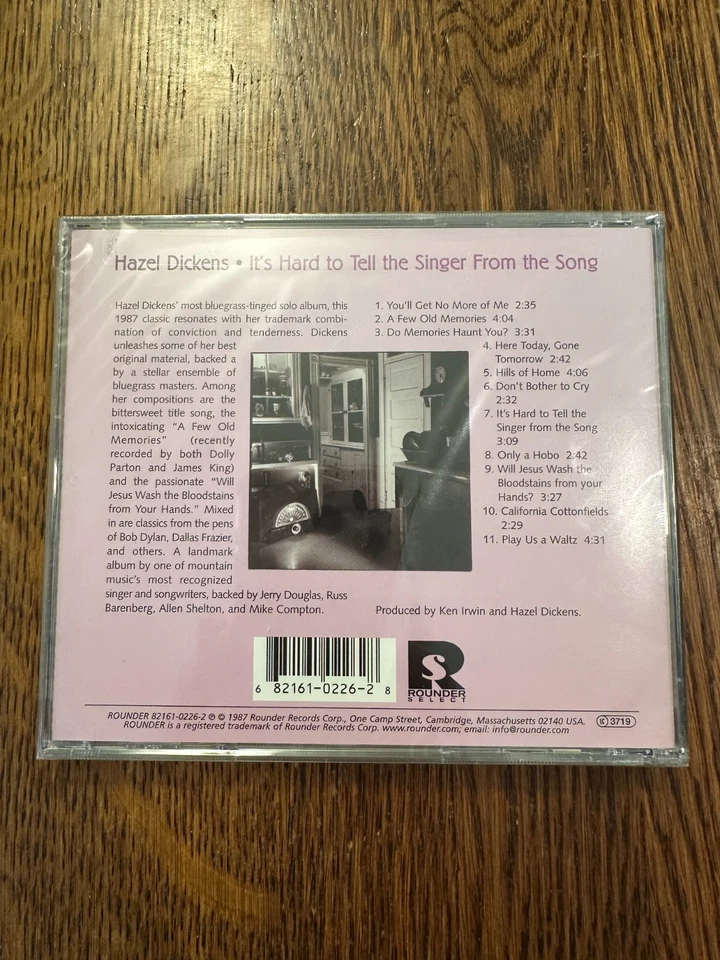 Hazel Dickens • It's Hard to Tell the Singer From the Song
Hazel Dickens' most bluegrass-tinged solo album, this
1987 classic resonates with her trademark combi-
nation of conviction and tenderness. Dickens
unleashes some of her best
original material, backed a
by a stellar ensemble of
bluegrass masters. Among
her compositions are the
bittersweet title song, the
intoxicating "A Few Old
Memories" (recently
recorded by both Dolly
Parton and James King)
and the passionate "Will
Jesus Wash the Bloodstains
from Your Hands." Mixed
in are classics from the pens
of Bob Dylan, Dallas Frazier,
and others. A landmark
album by one of mountain
music's most recognized
singer and songwriters, backed by Jerry Douglas, Russ
Barenberg, Allen Shelton, and Mike Compton.
1. You'll Get No More of Me 2:35
2. A Few Old Memories 4:04
3. Do Memories Haunt You? 3:31
4. Here Today, Gone
Tomorrow 2:42
5. Hills of Home 4:06
6. Don't Bother to Cry
2:32
7. It's Hard to Tell the
Singer from the Song
3:09
8. Only a Hobo 2:42
9. Will Jesus Wash the
Bloodstains from your
Hands? 3:27
10. California Cottonfields
2:29
11. Play Us a Waltz 4:31
Produced by Ken Irwin and Hazel Dickens.
6 82161-0226-2 8
RS
ROUNDER
SELECT
ROUNDER 82161-0226-2 ℗ © 1987 Rounder Records Corp., One Camp Street, Cambridge, Massachusetts 02140 USA.
ROUNDER is a registered trademark of Rounder Records Corp. www.rounder.com; email: info@rounder.com
LC 3719